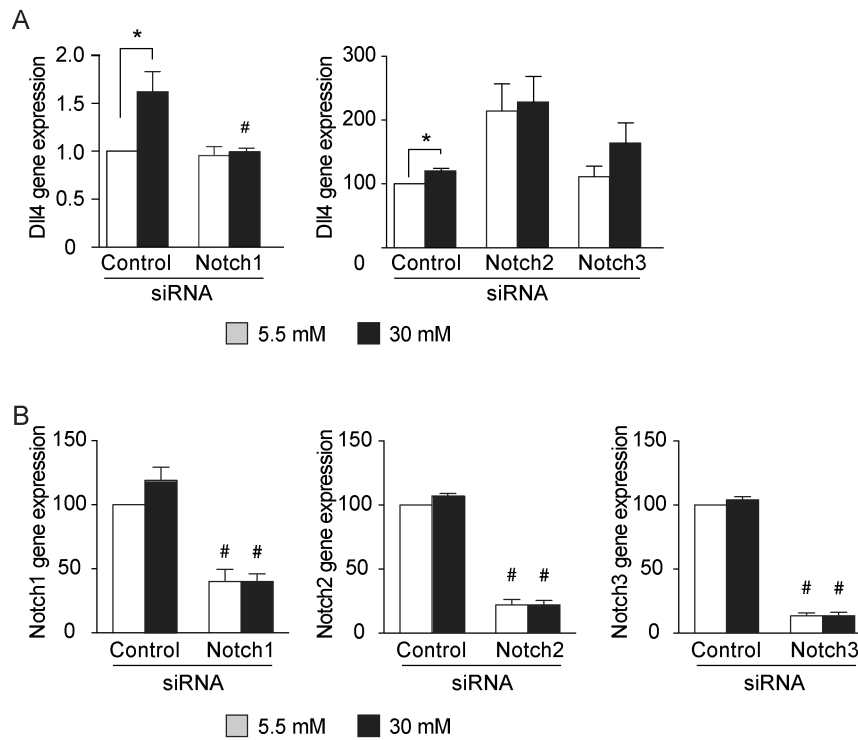 A
Dll4 gene expression
2.0
1.5
1.0
0.5
0
*
#
Control Notch1
siRNA
Dll4 gene expression
300
200
100
0
*
Control Notch2 Notch3
siRNA
5.5 mM 30 mM
B
Notch1 gene expression
150
100
50
0
# #
Control Notch1
siRNA
Notch2 gene expression
150
100
50
0
# #
Control Notch2
siRNA
Notch3 gene expression
150
100
50
0
# #
Control Notch3
siRNA
5.5 mM 30 mM